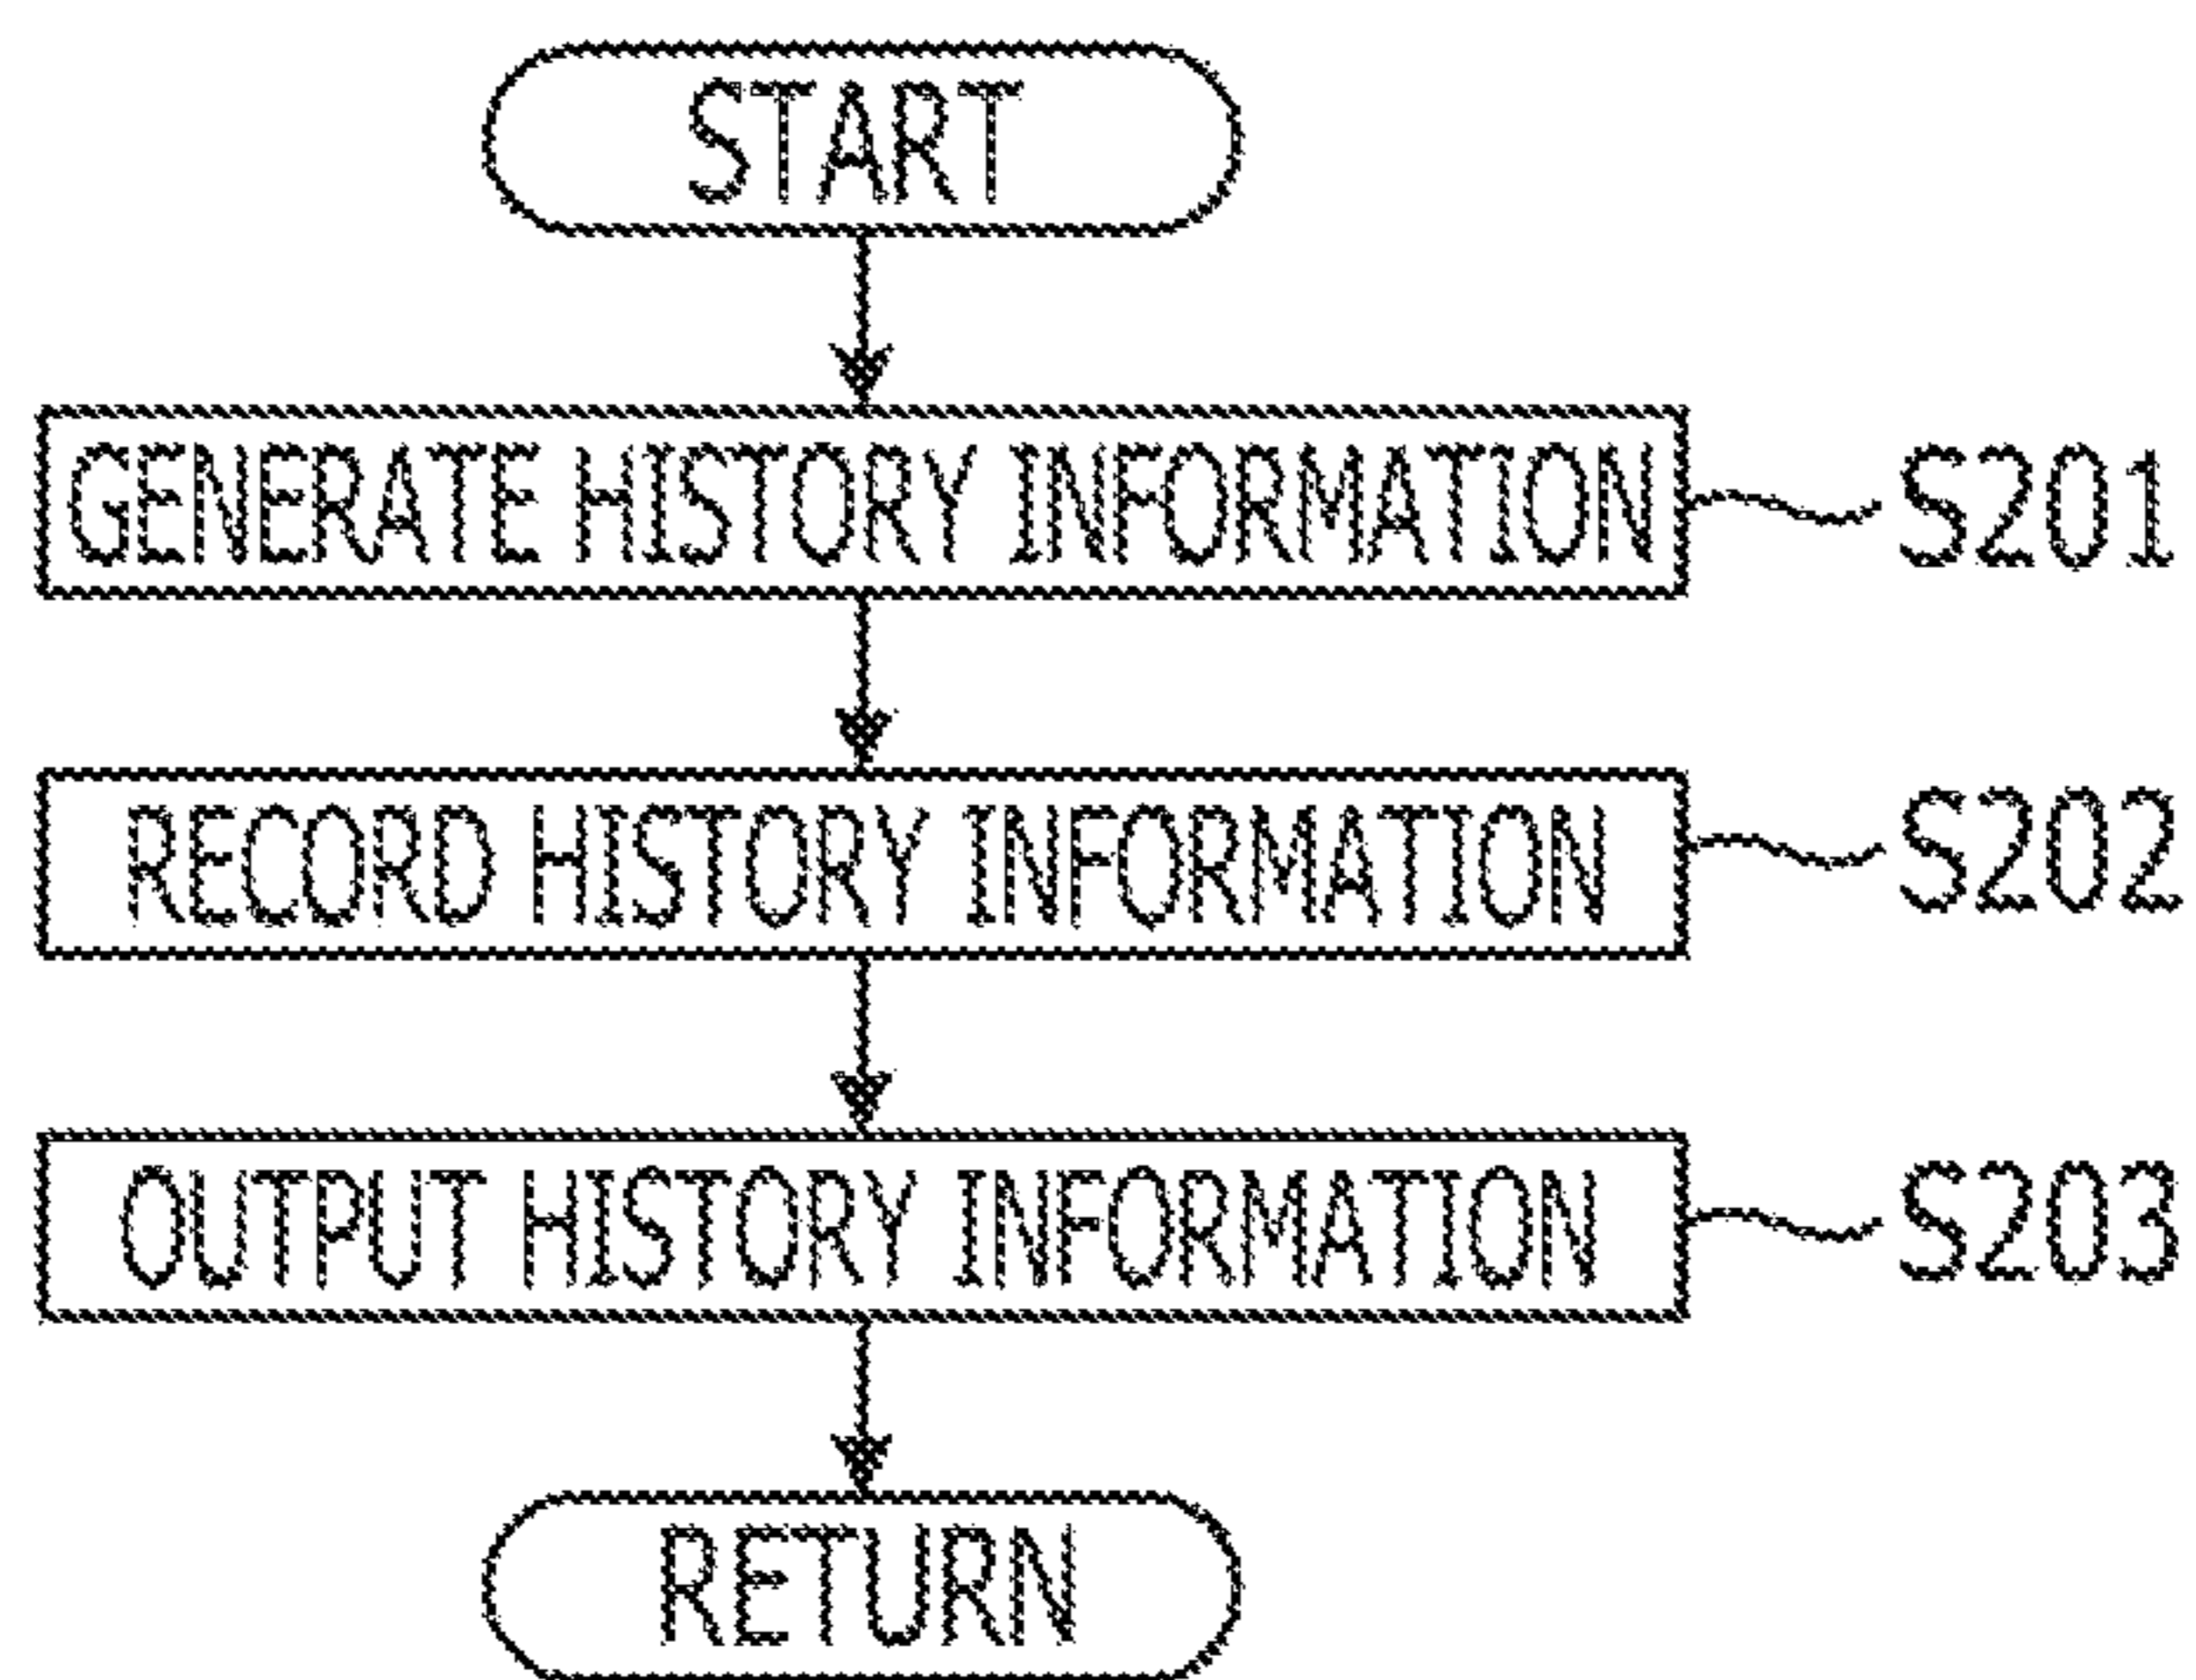 START
GENERATE HISTORY INFORMATION
S201
RECORD HISTORY INFORMATION
S202
OUTPUT HISTORY INFORMATION
S203
RETURN